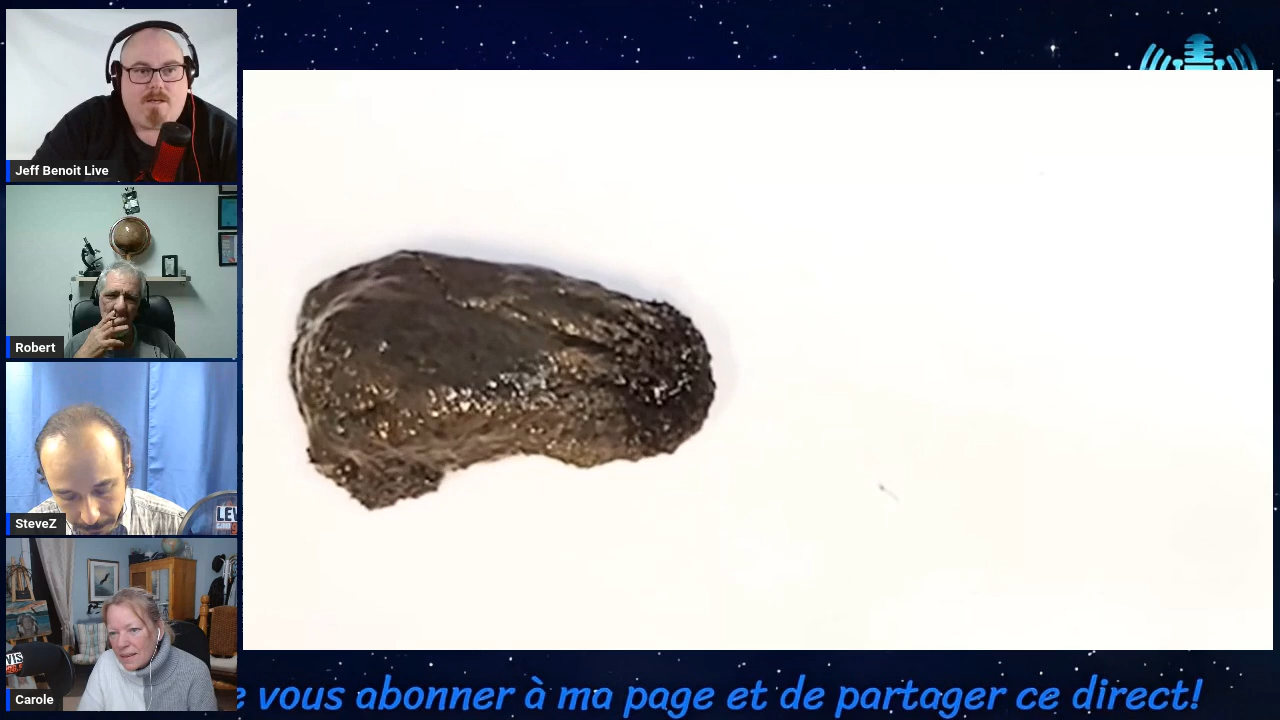 Jeff Benoit Live
Robert
SteveZ
Carole
vous abonner à ma page et de partager ce direct!